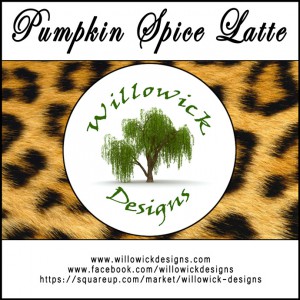 Pumpkin Spice Latte
Willowick
Designs
www.willowickdesigns.com
www.facebook.com/willowickdesigns
https://squareup.com/market/willowick-designs